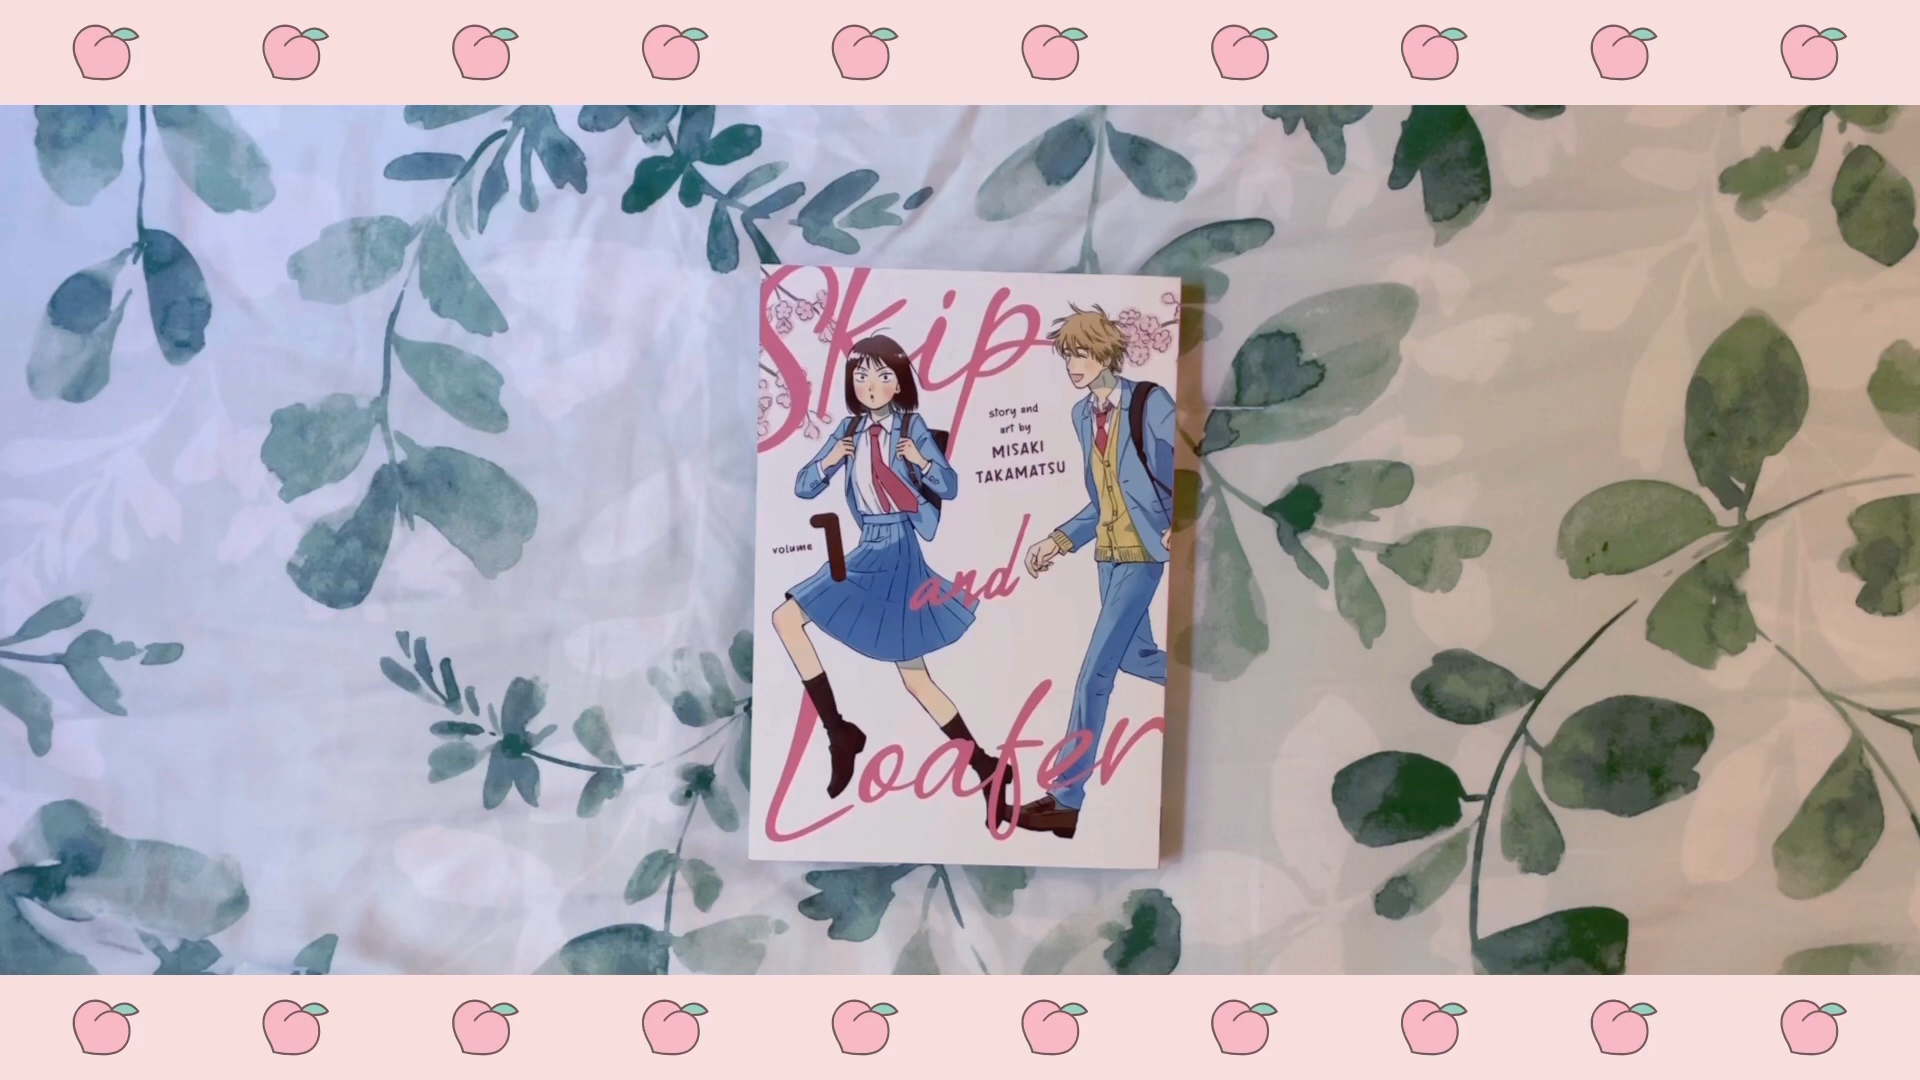 Skip
story and
art by
MISAKI
TAKAMATSU
volume 1
and
Loafer